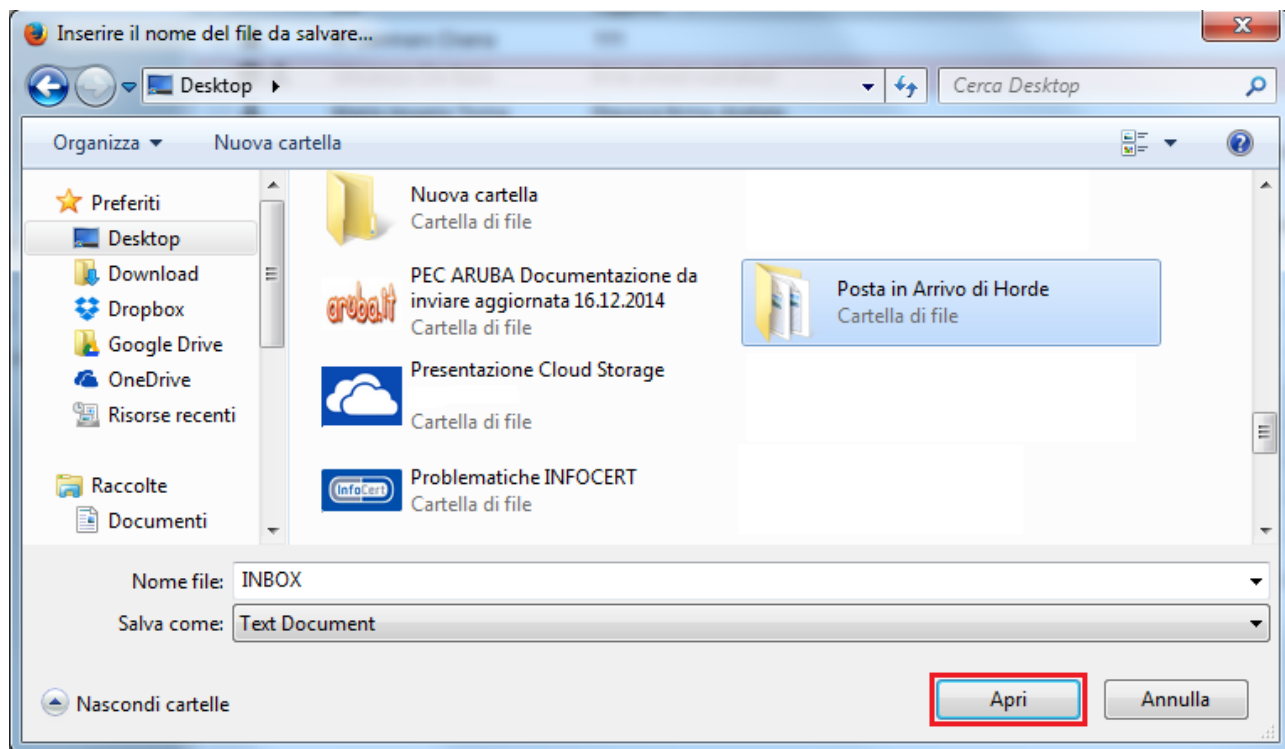 Inserire il nome del file da salvare...
Desktop
Cerca Desktop
Organizza
Nuova cartella
Preferiti
Desktop
Download
Dropbox
Google Drive
OneDrive
Risorse recenti
Raccolte
Documenti
Nuova cartella
Cartella di file
aruba.it
PEC ARUBA Documentazione da
inviare aggiornata 16.12.2014
Cartella di file
Posta in Arrivo di Horde
Cartella di file
Presentazione Cloud Storage
Cartella di file
InfoCert
Problematiche INFOCERT
Cartella di file
Nome file: INBOX
Salva come: Text Document
Nascondi cartelle
Apri
Annulla